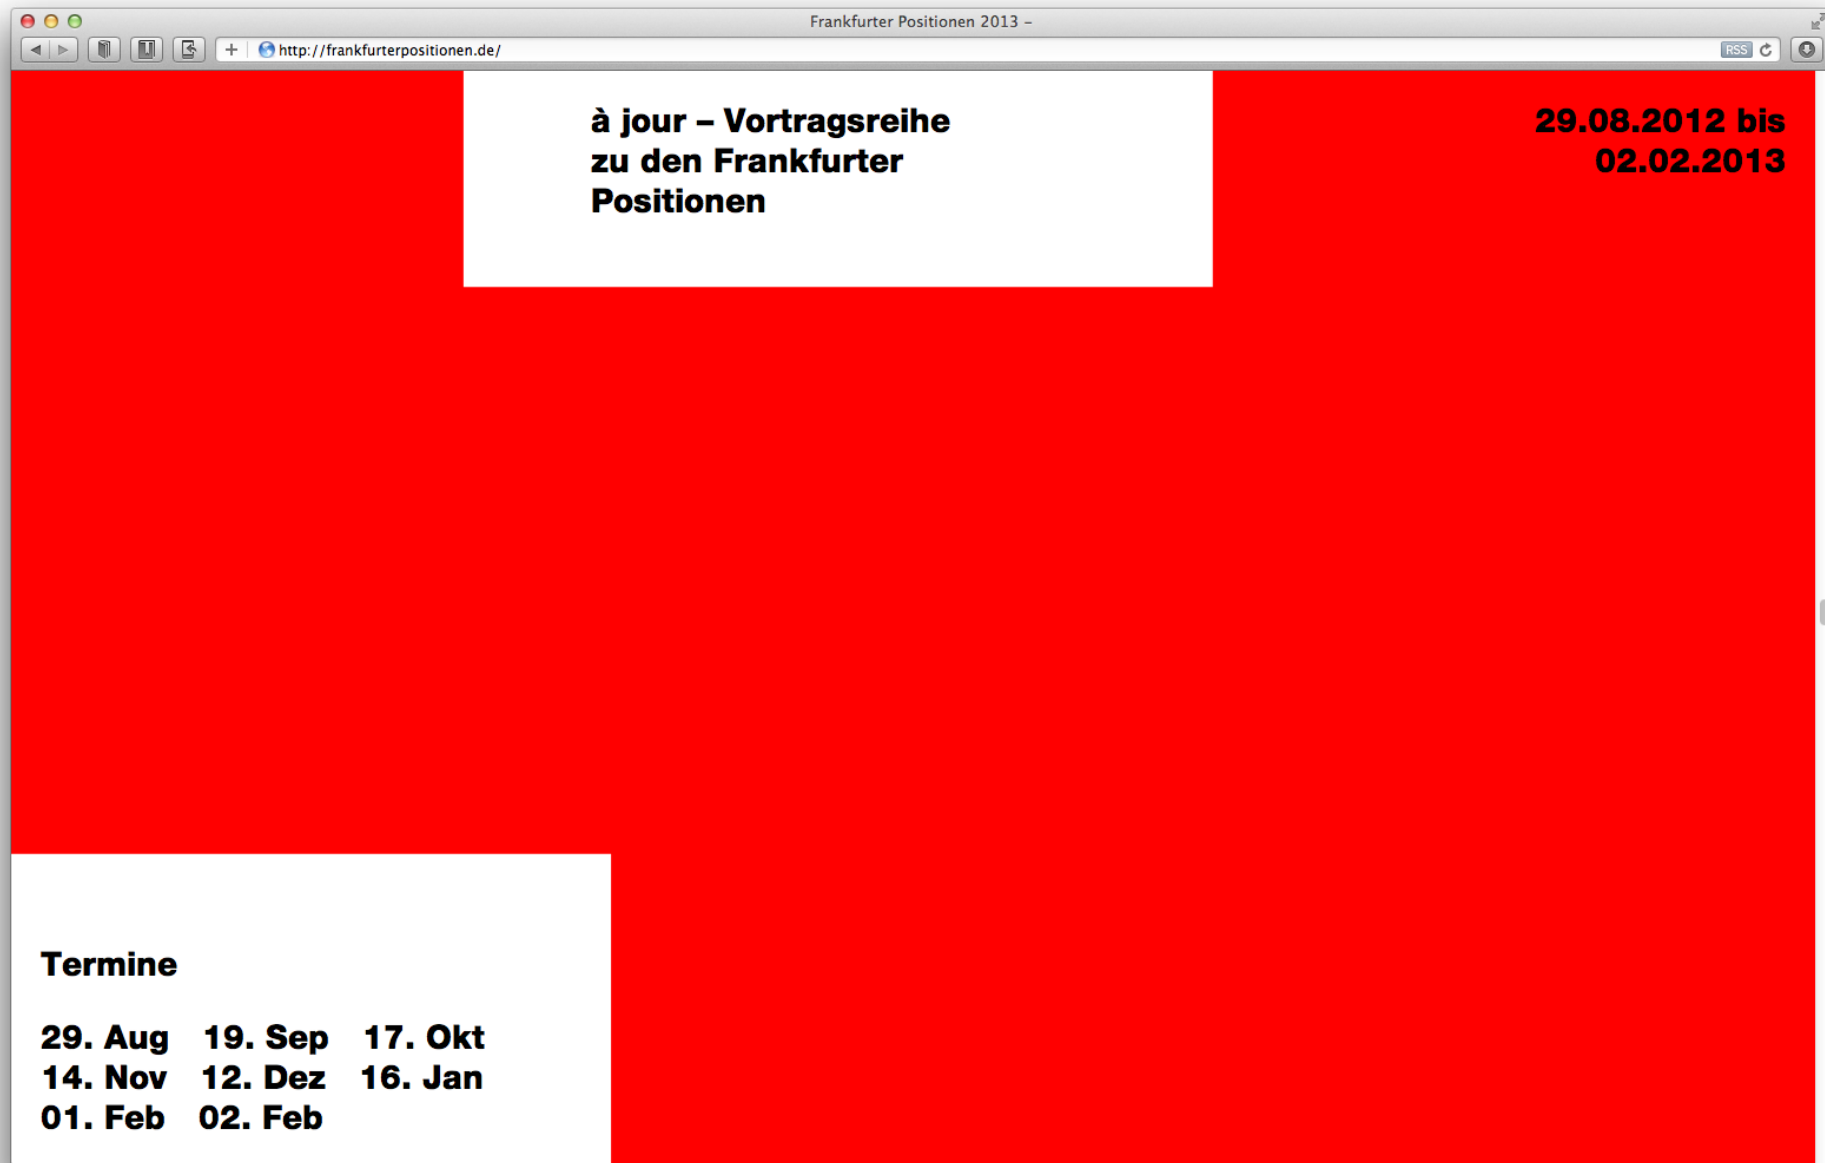 Frankfurter Positionen 2013 –
http://frankfurterpositionen.de/
RSS
à jour – Vortragsreihe
zu den Frankfurter
Positionen
29.08.2012 bis
02.02.2013
Termine
29. Aug 19. Sep 17. Okt
14. Nov 12. Dez 16. Jan
01. Feb 02. Feb